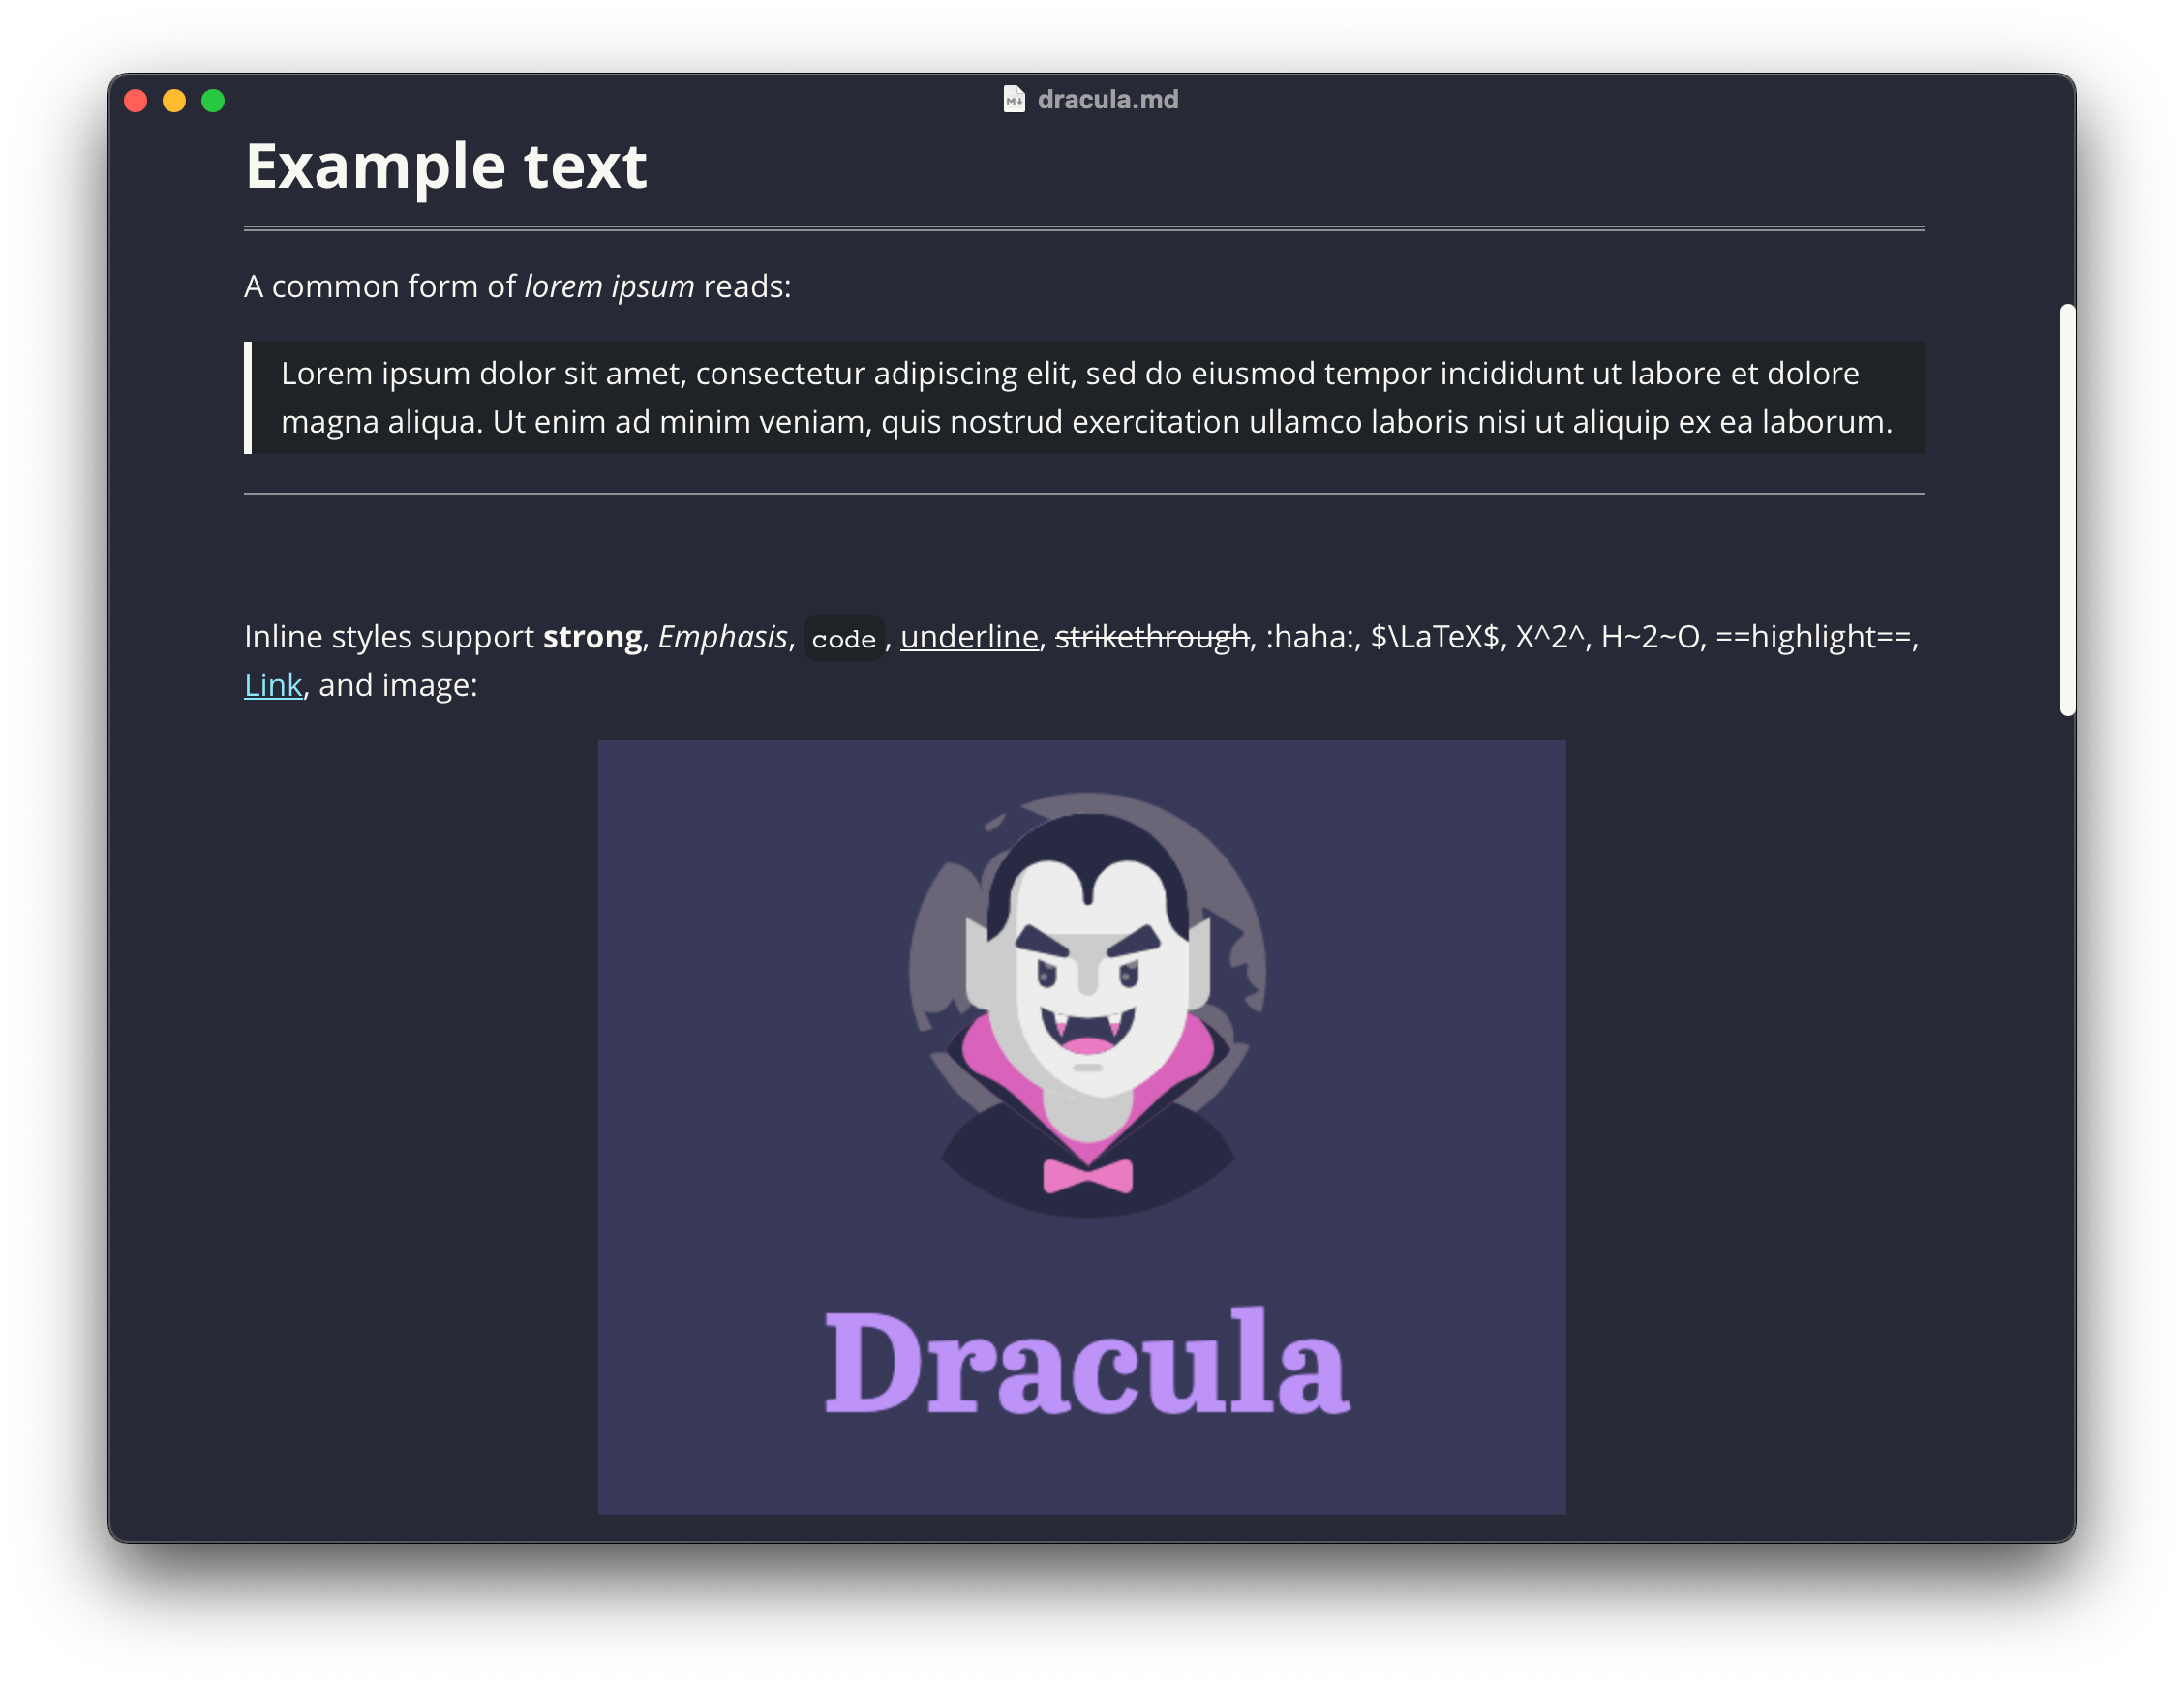 dracula.md
Example text
A common form of lorem ipsum reads:
Lorem ipsum dolor sit amet, consectetur adipiscing elit, sed do eiusmod tempor incididunt ut labore et dolore
magna aliqua. Ut enim ad minim veniam, quis nostrud exercitation ullamco laboris nisi ut aliquip ex ea laborum.
Inline styles support strong, Emphasis, code, underline, strikethrough, :haha:, $\LaTeX$, X^2^, H~2~O, ==highlight==,
Link, and image:
Dracula